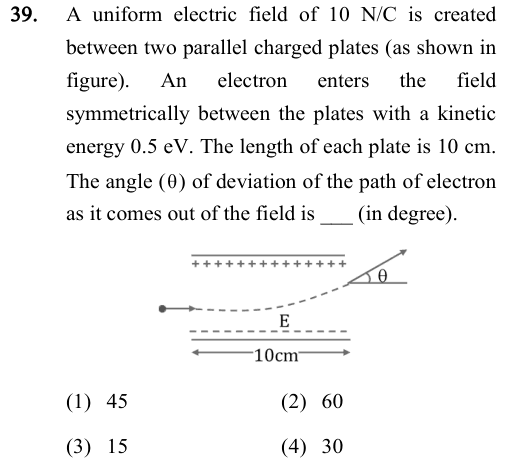 39. A uniform electric field of 10 N/C is created
between two parallel charged plates (as shown in
figure). An electron enters the field
symmetrically between the plates with a kinetic
energy 0.5 eV. The length of each plate is 10 cm.
The angle (θ) of deviation of the path of electron
as it comes out of the field is ___ (in degree).
+ + + + + + + + + + + + + +
θ
E
10cm
(1) 45 (2) 60
(3) 15 (4) 30